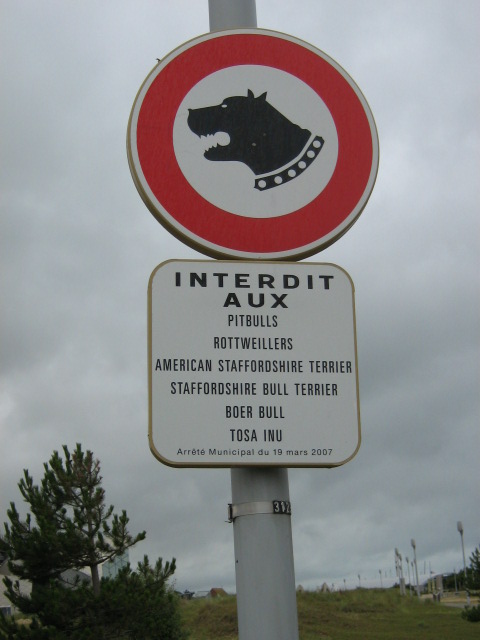 INTERDIT
AUX
PITBULLS
ROTTWEILLERS
AMERICAN STAFFORDSHIRE TERRIER
STAFFORDSHIRE BULL TERRIER
BOER BULL
TOSA INU
Arrêté Municipal du 19 mars 2007
312